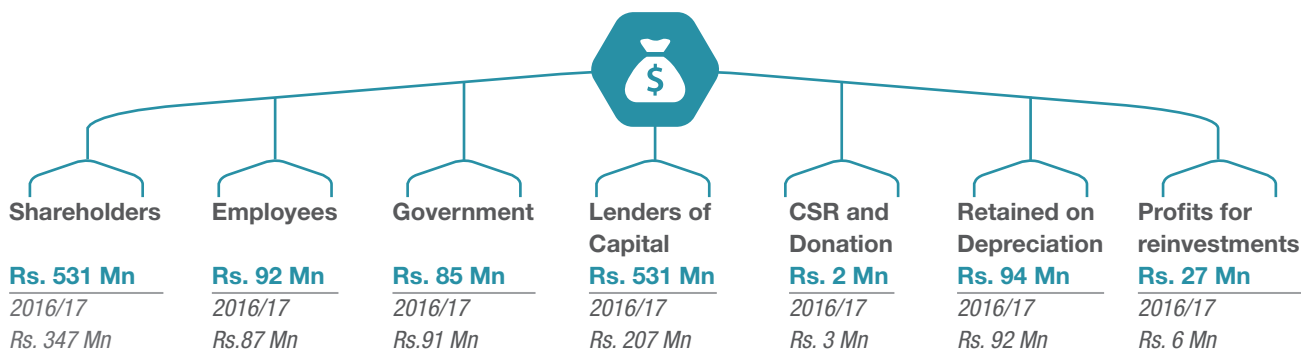 $
Shareholders
Rs. 531 Mn
2016/17
Rs. 347 Mn
Employees
Rs. 92 Mn
2016/17
Rs.87 Mn
Government
Rs. 85 Mn
2016/17
Rs.91 Mn
Lenders of
Capital
Rs. 531 Mn
2016/17
Rs. 207 Mn
CSR and
Donation
Rs. 2 Mn
2016/17
Rs. 3 Mn
Retained on
Depreciation
Rs. 94 Mn
2016/17
Rs. 92 Mn
Profits for
reinvestments
Rs. 27 Mn
2016/17
Rs. 6 Mn